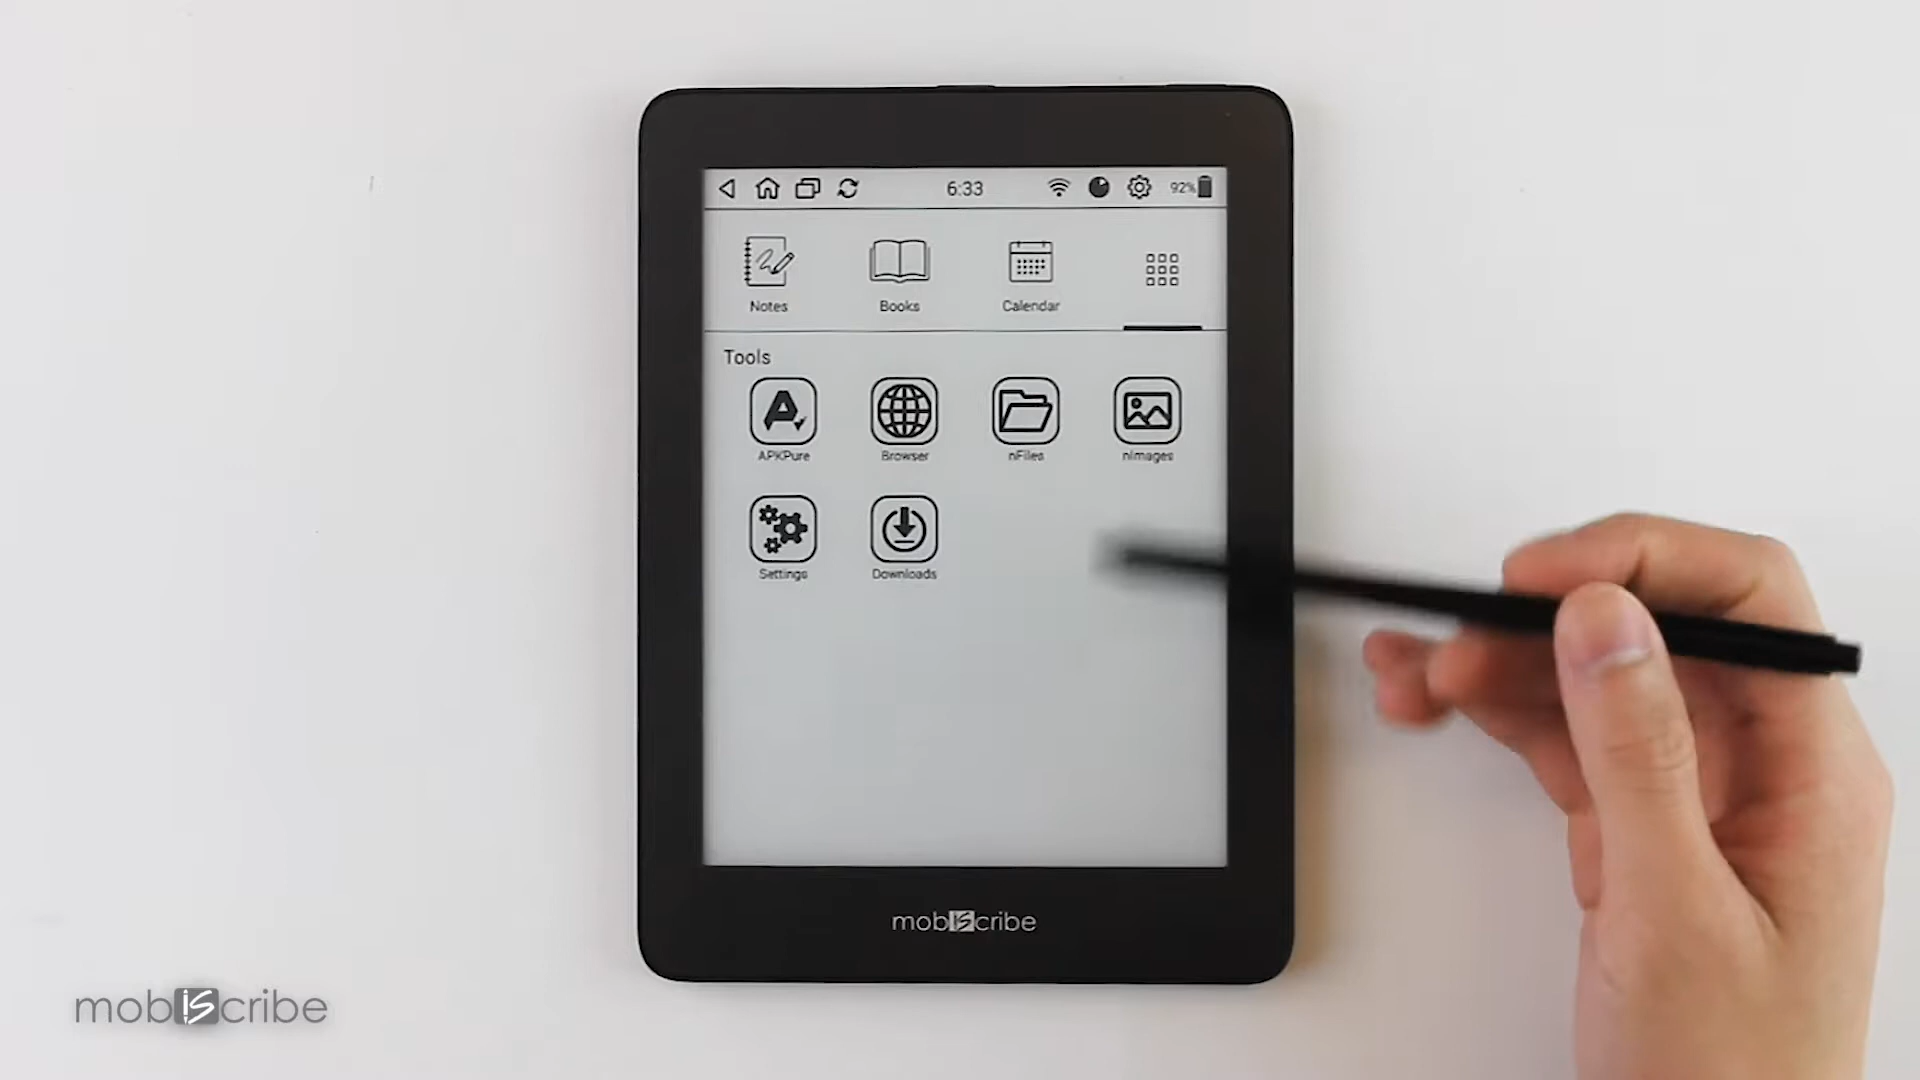 6:33 92%
Notes Books Calendar
Tools
APKPure Browser nFiles nImages
Settings Downloads
mobiscribe
mobiscribe